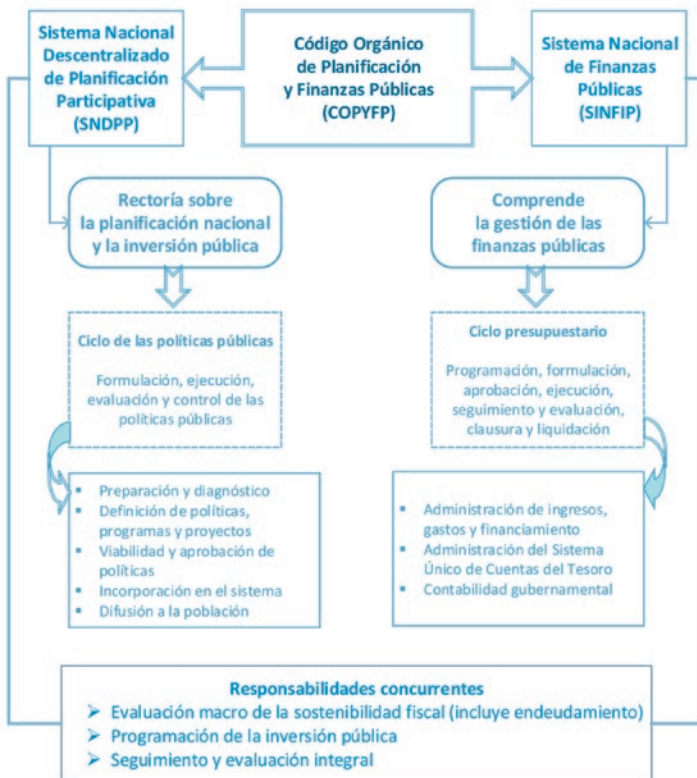 Sistema Nacional
Descentralizado
de Planificación
Participativa
(SNDPP)
Código Orgánico
de Planificación
y Finanzas Públicas
(COPYFP)
Sistema Nacional
de Finanzas
Públicas
(SINFIP)
Rectoría sobre
la planificación nacional
y la inversión pública
Comprende
la gestión de las
finanzas públicas
Ciclo de las políticas públicas
Formulación, ejecución,
evaluación y control de las
políticas públicas
Ciclo presupuestario
Programación, formulación,
aprobación, ejecución,
seguimiento y evaluación,
clausura y liquidación
▪ Preparación y diagnóstico
▪ Definición de políticas,
programas y proyectos
▪ Viabilidad y aprobación de
políticas
▪ Incorporación en el sistema
▪ Difusión a la población
▪ Administración de ingresos,
gastos y financiamiento
▪ Administración del Sistema
Único de Cuentas del Tesoro
▪ Contabilidad gubernamental
Responsabilidades concurrentes
➢ Evaluación macro de la sostenibilidad fiscal (incluye endeudamiento)
➢ Programación de la inversión pública
➢ Seguimiento y evaluación integral